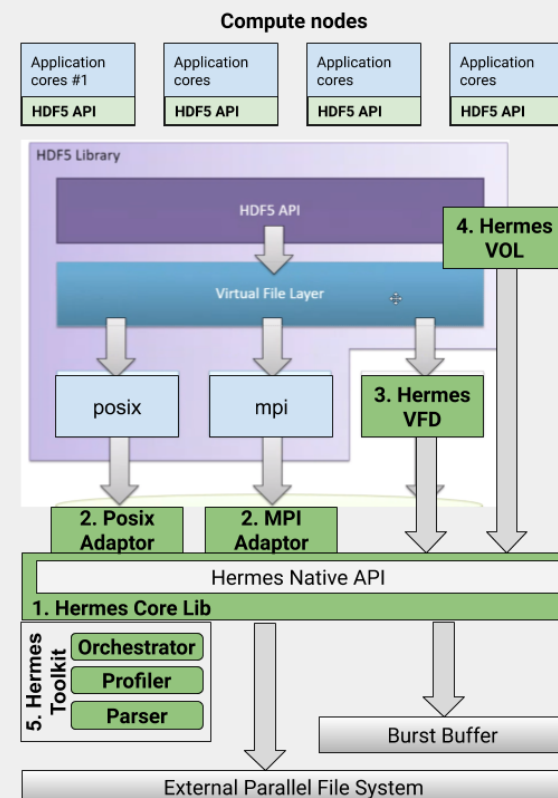 Compute nodes
Application
cores #1
HDF5 API
Application
cores
HDF5 API
Application
cores
HDF5 API
Application
cores
HDF5 API
HDF5 Library
HDF5 API
4. Hermes
VOL
Virtual File Layer
posix
mpi
3. Hermes
VFD
2. Posix
Adaptor
2. MPI
Adaptor
Hermes Native API
1. Hermes Core Lib
5. Hermes
Toolkit
Orchestrator
Profiler
Parser
Burst Buffer
External Parallel File System